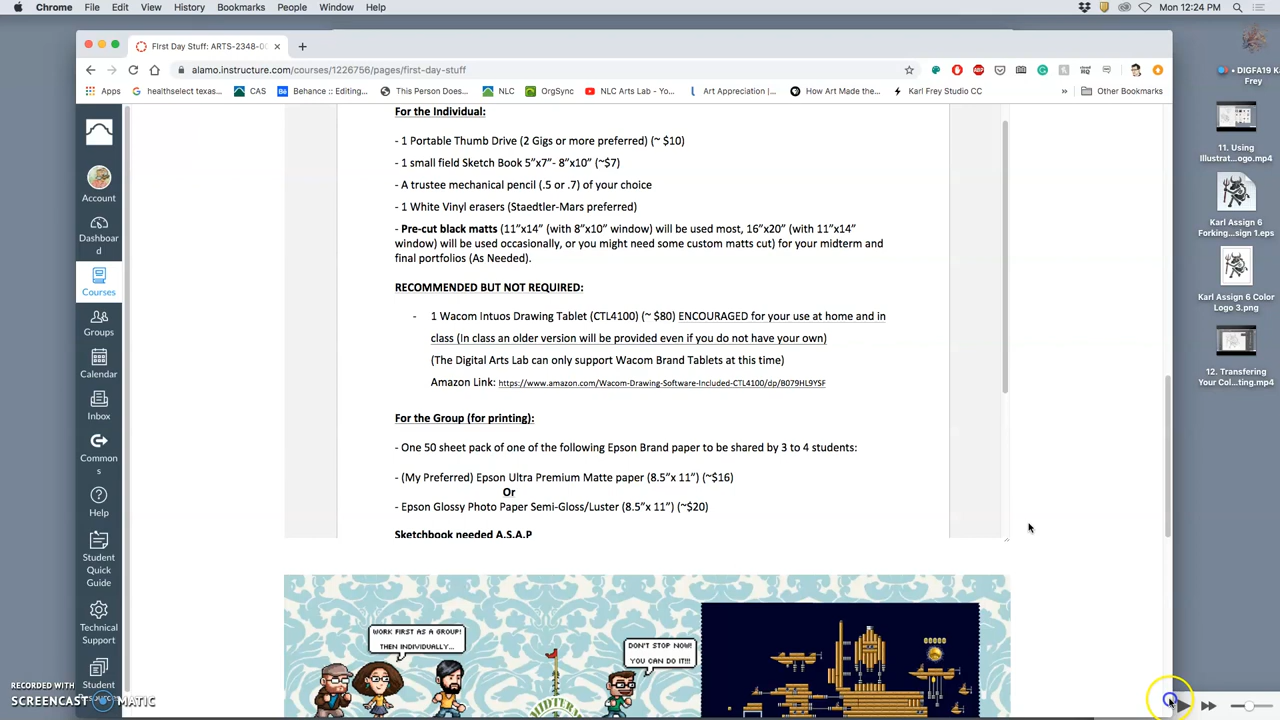 Chrome File Edit View History Bookmarks People Window Help Mon 12:24 PM
First Day Stuff: ARTS-2348-00
alamo.instructure.com/courses/1226756/pages/first-day-stuff
Apps healthselect texas... CAS Behance :: Editing... This Person Does... NLC OrgSync NLC Arts Lab - Yo... Art Appreciation |... How Art Made the... Karl Frey Studio CC » Other Bookmarks
Account
Dashboar
d
Courses
Groups
Calendar
Inbox
Common
s
Help
Student
Quick
Guide
Technical
Support
Student
For the Individual:
- 1 Portable Thumb Drive (2 Gigs or more preferred) (~ $10)
- 1 small field Sketch Book 5”x7”- 8”x10” (~$7)
- A trustee mechanical pencil (.5 or .7) of your choice
- 1 White Vinyl erasers (Staedtler-Mars preferred)
- Pre-cut black matts (11”x14” (with 8”x10” window) will be used most, 16”x20” (with 11”x14”
window) will be used occasionally, or you might need some custom matts cut) for your midterm and
final portfolios (As Needed).
RECOMMENDED BUT NOT REQUIRED:
- 1 Wacom Intuos Drawing Tablet (CTL4100) (~ $80) ENCOURAGED for your use at home and in
class (In class an older version will be provided even if you do not have your own)
(The Digital Arts Lab can only support Wacom Brand Tablets at this time)
Amazon Link: https://www.amazon.com/Wacom-Drawing-Software-Included-CTL4100/dp/B079HL9YSF
For the Group (for printing):
- One 50 sheet pack of one of the following Epson Brand paper to be shared by 3 to 4 students:
- (My Preferred) Epson Ultra Premium Matte paper (8.5”x 11”) (~$16)
Or
- Epson Glossy Photo Paper Semi-Gloss/Luster (8.5”x 11”) (~$20)
Sketchbook needed A.S.A.P
WORK FIRST AS A GROUP!
THEN INDIVIDUALLY...
DON'T STOP NOW!
YOU CAN DO IT!!!
DIGFA19 Ka
Frey
11. Using
Illustrat...ogo.mp4
Karl Assign 6
Forking...sign 1.eps
Karl Assign 6 Color
Logo 3.png
12. Transfering
Your Col...ting.mp4
RECORDED WITH
SCREENCAST MATIC